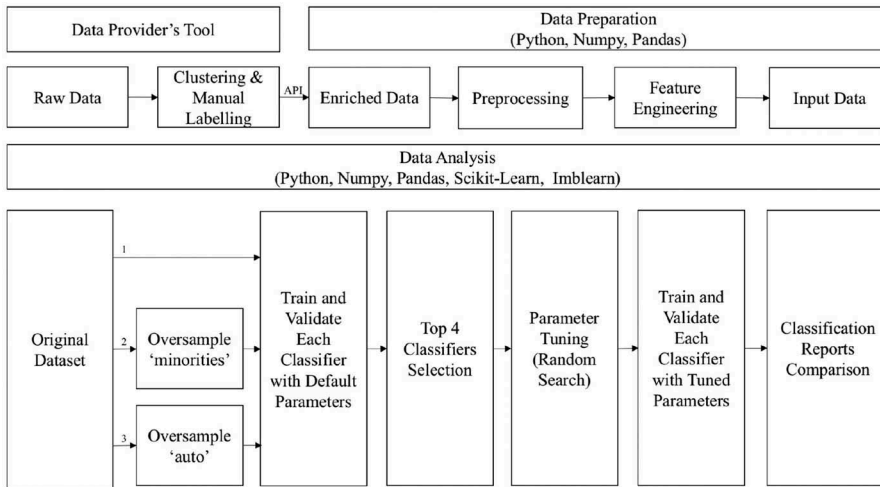 Data Provider's Tool
Data Preparation
(Python, Numpy, Pandas)
Raw Data
Clustering &
Manual
Labelling
API
Enriched Data
Preprocessing
Feature
Engineering
Input Data
Data Analysis
(Python, Numpy, Pandas, Scikit-Learn, Imblearn)
Original
Dataset
1
2
Oversample
'minorities'
3
Oversample
'auto'
Train and
Validate
Each
Classifier
with Default
Parameters
Top 4
Classifiers
Selection
Parameter
Tuning
(Random
Search)
Train and
Validate
Each
Classifier
with Tuned
Parameters
Classification
Reports
Comparison